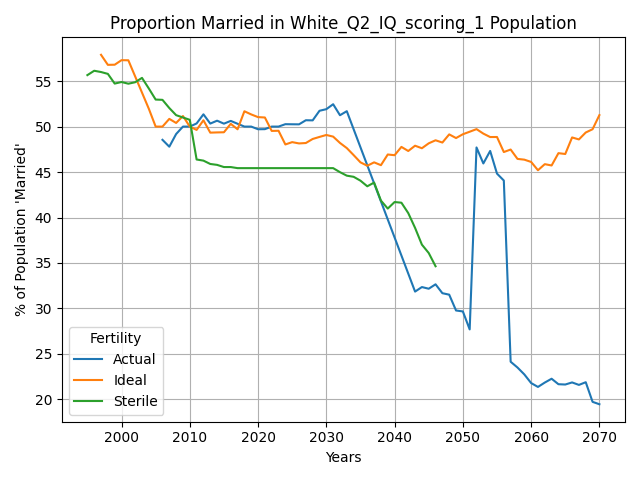 Proportion Married in White_Q2_IQ_scoring_1 Population
% of Population 'Married'
55
50
45
40
35
30
25
20
Fertility
Actual
Ideal
Sterile
2000 2010 2020 2030 2040 2050 2060 2070
Years